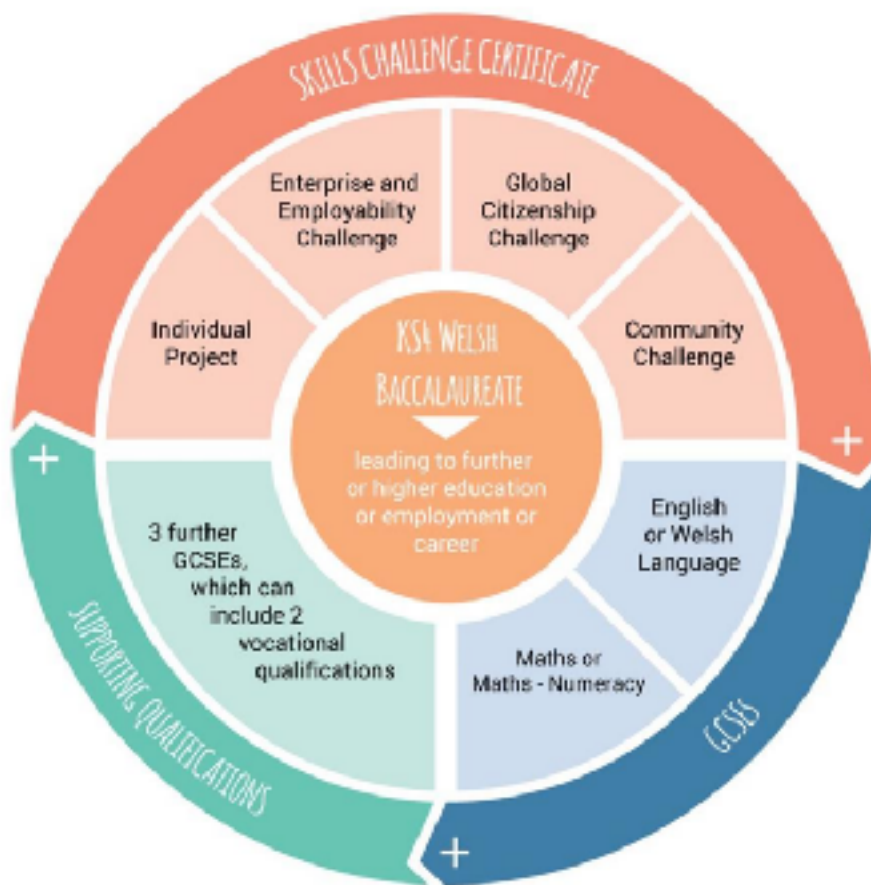 SKILLS CHALLENGE CERTIFICATE
Enterprise and
Employability
Challenge
Global
Citizenship
Challenge
Individual
Project
Community
Challenge
KS4 WELSH
BACCALAUREATE
leading to further
or higher education
or employment or
career
+
+
3 further
GCSEs,
which can
include 2
vocational
qualifications
English
or Welsh
Language
Maths or
Maths - Numeracy
SUPPORTING QUALIFICATIONS
GCSES
+